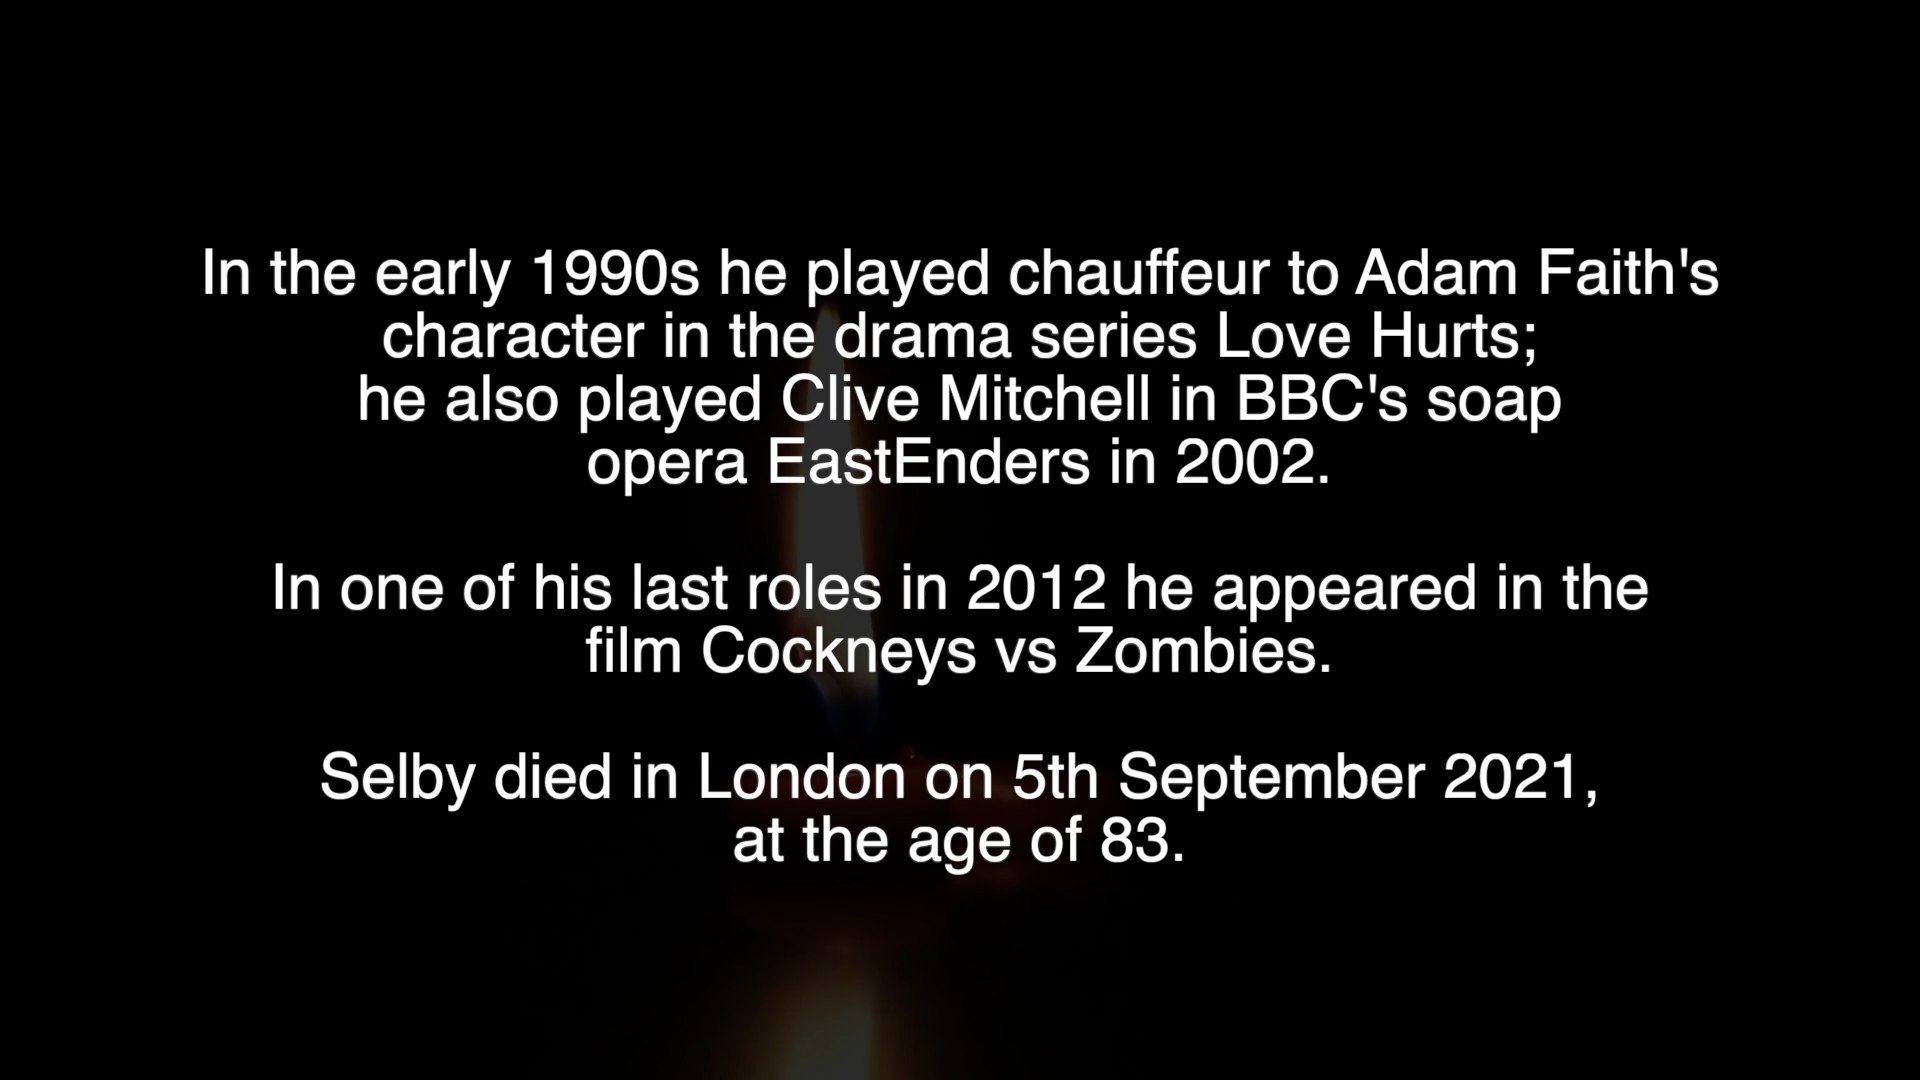 In the early 1990s he played chauffeur to Adam Faith's
character in the drama series Love Hurts;
he also played Clive Mitchell in BBC's soap
opera EastEnders in 2002.
In one of his last roles in 2012 he appeared in the
film Cockneys vs Zombies.
Selby died in London on 5th September 2021,
at the age of 83.